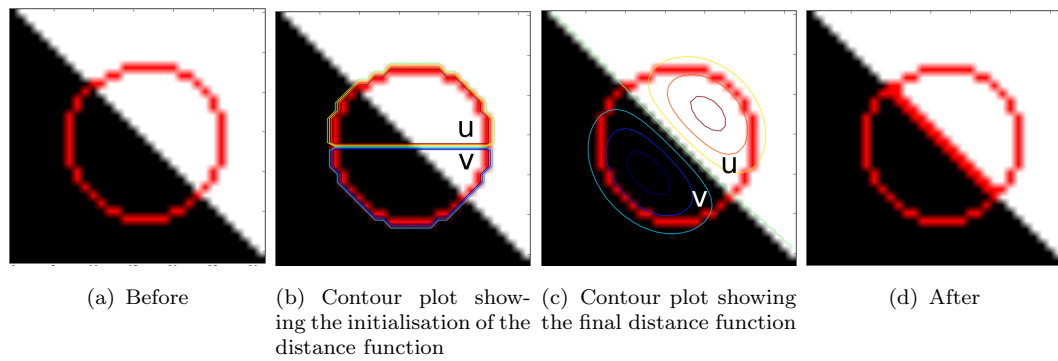 u
v
u
v
(a) Before
(b) Contour plot show-
ing the initialisation of the
distance function
(c) Contour plot showing
the final distance function
(d) After